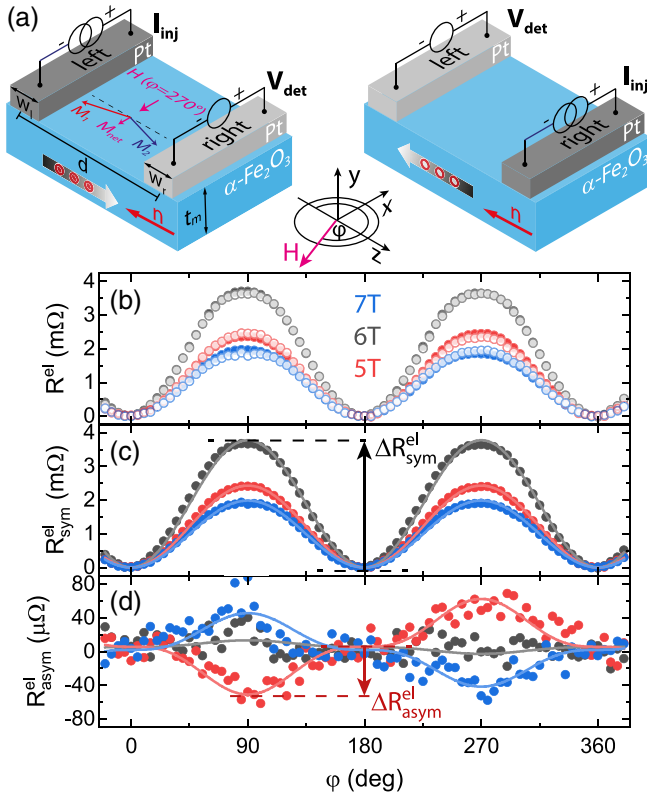 (a)
I_inj
left
Pt
V_det
H (φ=270°)
M_1
M_net
M_2
W_l
d
right
Pt
W_r
α-Fe₂O₃
t_m
n
V_det
left
Pt
I_inj
right
Pt
α-Fe₂O₃
n
y
x
z
φ
H
(b)
7T
6T
5T
R^el (mΩ)
4
3
2
1
0
(c)
ΔR^el_sym
R^el_sym (mΩ)
4
3
2
1
0
(d)
ΔR^el_asym
R^el_asym (µΩ)
80
40
0
-40
-80
0 90 180 270 360
φ (deg)